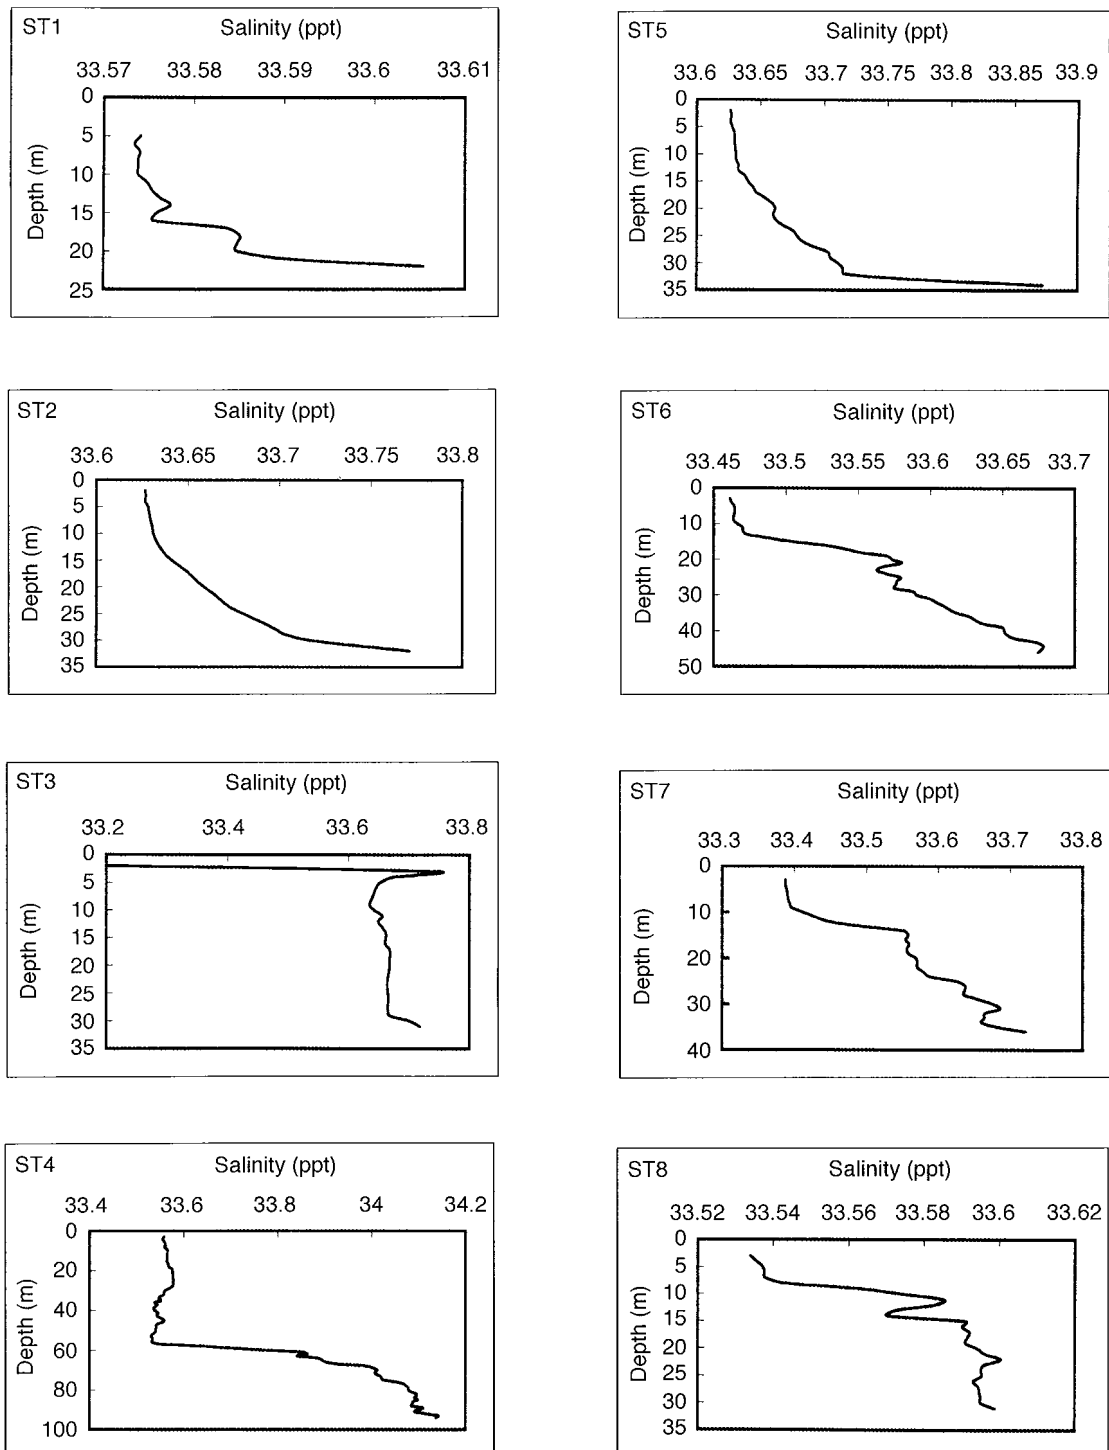 ST1 Salinity (ppt)
33.57 33.58 33.59 33.6 33.61
Depth (m)
0
5
10
15
20
25
ST5 Salinity (ppt)
33.6 33.65 33.7 33.75 33.8 33.85 33.9
Depth (m)
0
5
10
15
20
25
30
35
ST2 Salinity (ppt)
33.6 33.65 33.7 33.75 33.8
Depth (m)
0
5
10
15
20
25
30
35
ST6 Salinity (ppt)
33.45 33.5 33.55 33.6 33.65 33.7
Depth (m)
0
10
20
30
40
50
ST3 Salinity (ppt)
33.2 33.4 33.6 33.8
Depth (m)
0
5
10
15
20
25
30
35
ST7 Salinity (ppt)
33.3 33.4 33.5 33.6 33.7 33.8
Depth (m)
0
10
20
30
40
ST4 Salinity (ppt)
33.4 33.6 33.8 34 34.2
Depth (m)
0
20
40
60
80
100
ST8 Salinity (ppt)
33.52 33.54 33.56 33.58 33.6 33.62
Depth (m)
0
5
10
15
20
25
30
35